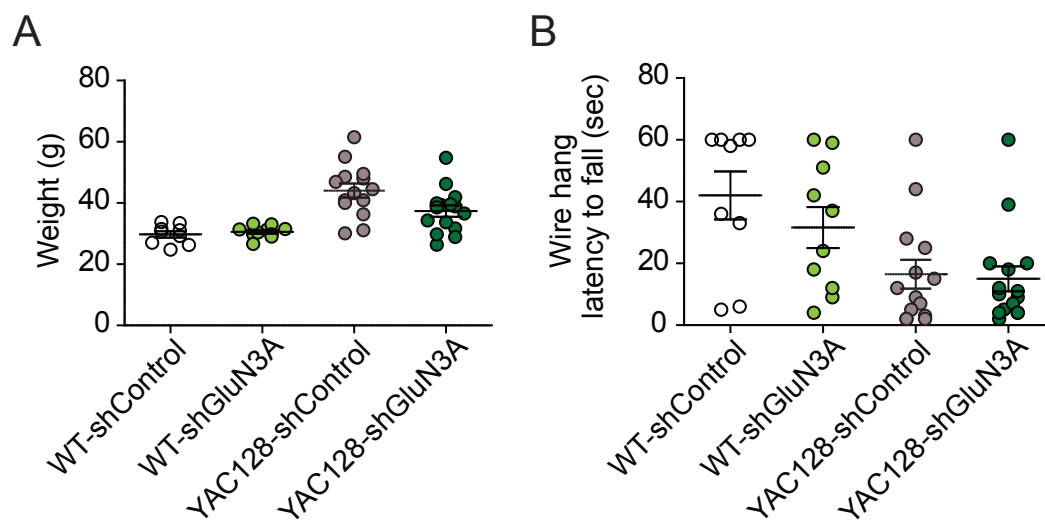 A
B
Weight (g)
80
60
40
20
0
WT-shControl
WT-shGluN3A
YAC128-shControl
YAC128-shGluN3A
Wire hang
latency to fall (sec)
80
60
40
20
0
WT-shControl
WT-shGluN3A
YAC128-shControl
YAC128-shGluN3A